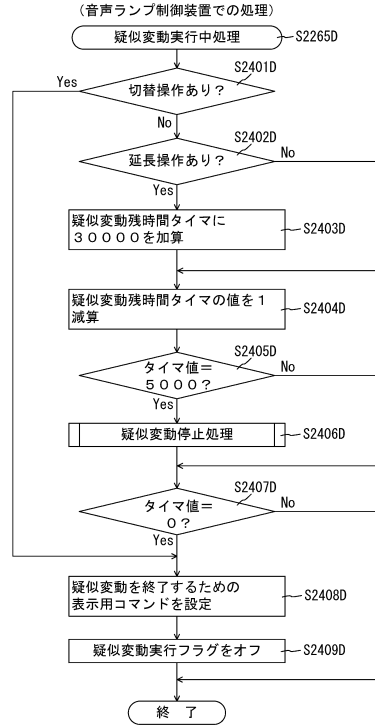 （音声ランプ制御装置での処理）
疑似変動実行中処理
S2265D
S2401D
Yes
切替操作あり？
No
S2402D
延長操作あり？
No
Yes
疑似変動残時間タイマに
３００００を加算
S2403D
疑似変動残時間タイマの値を１
減算
S2404D
S2405D
タイマ値＝
５０００？
No
Yes
疑似変動停止処理
S2406D
S2407D
タイマ値＝
０？
No
Yes
疑似変動を終了するための
表示用コマンドを設定
S2408D
疑似変動実行フラグをオフ
S2409D
終　了